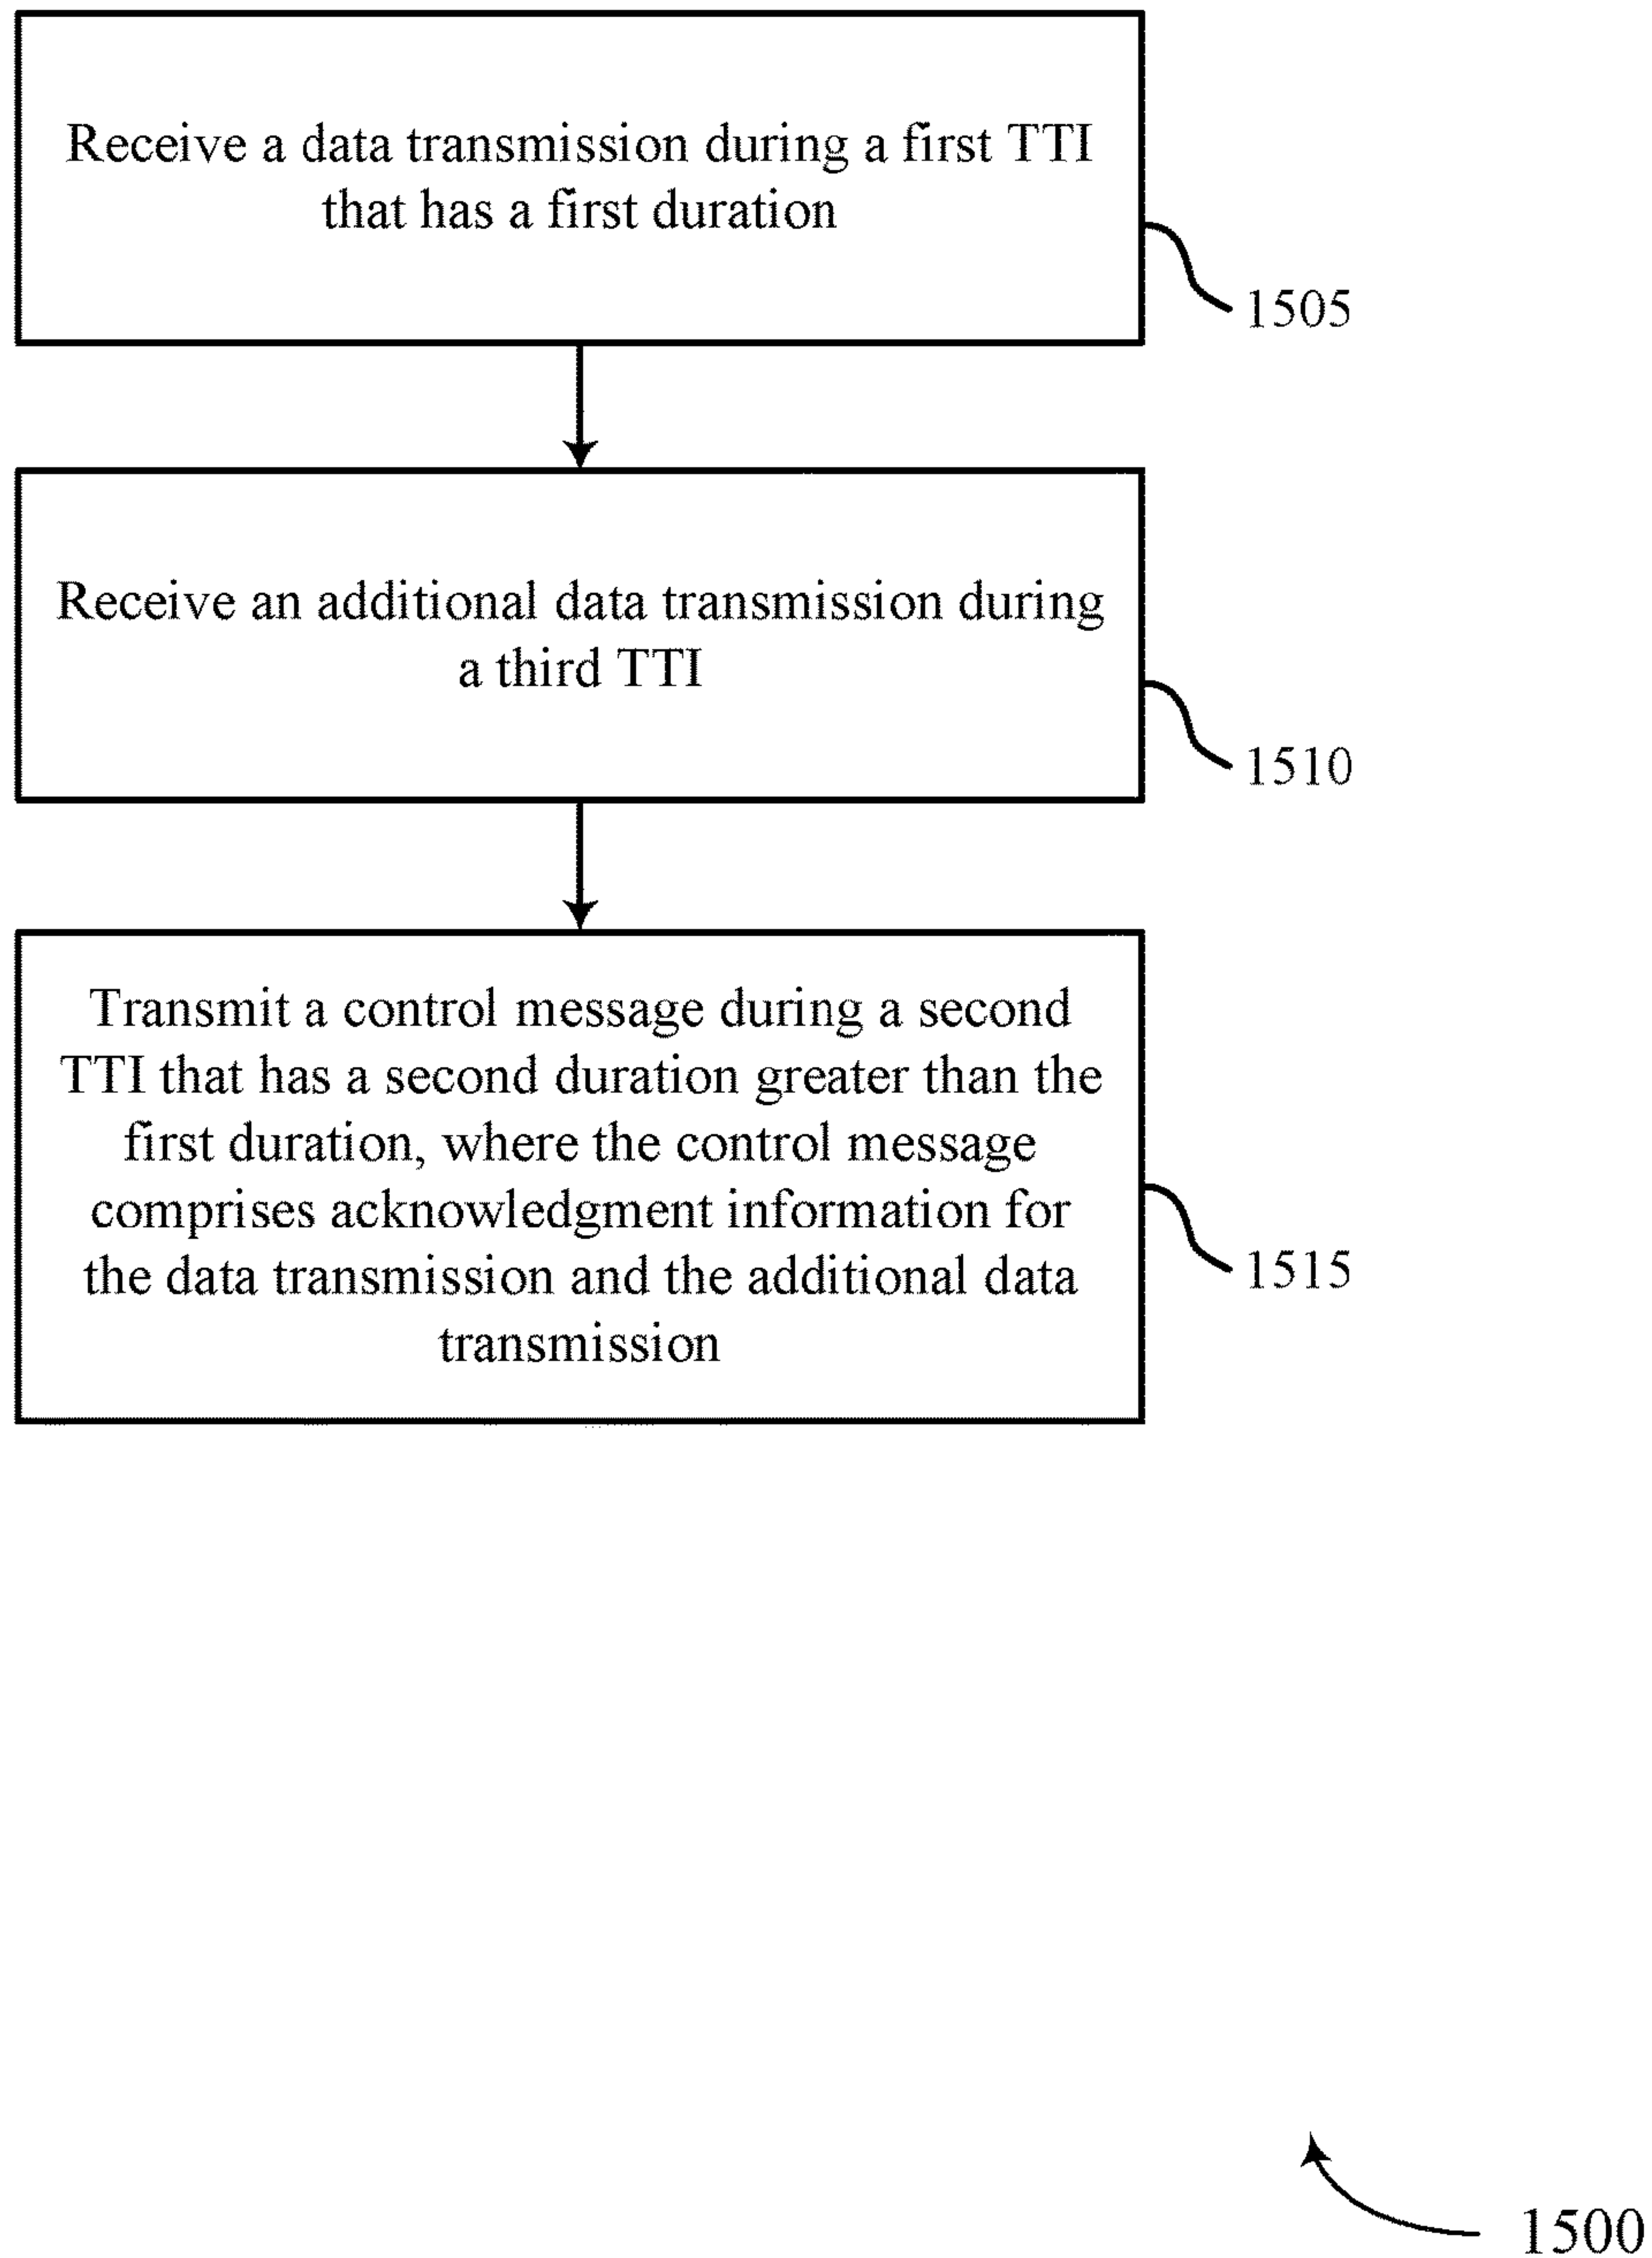 Receive a data transmission during a first TTI
that has a first duration
1505
Receive an additional data transmission during
a third TTI
1510
Transmit a control message during a second
TTI that has a second duration greater than the
first duration, where the control message
comprises acknowledgment information for
the data transmission and the additional data
transmission
1515
1500